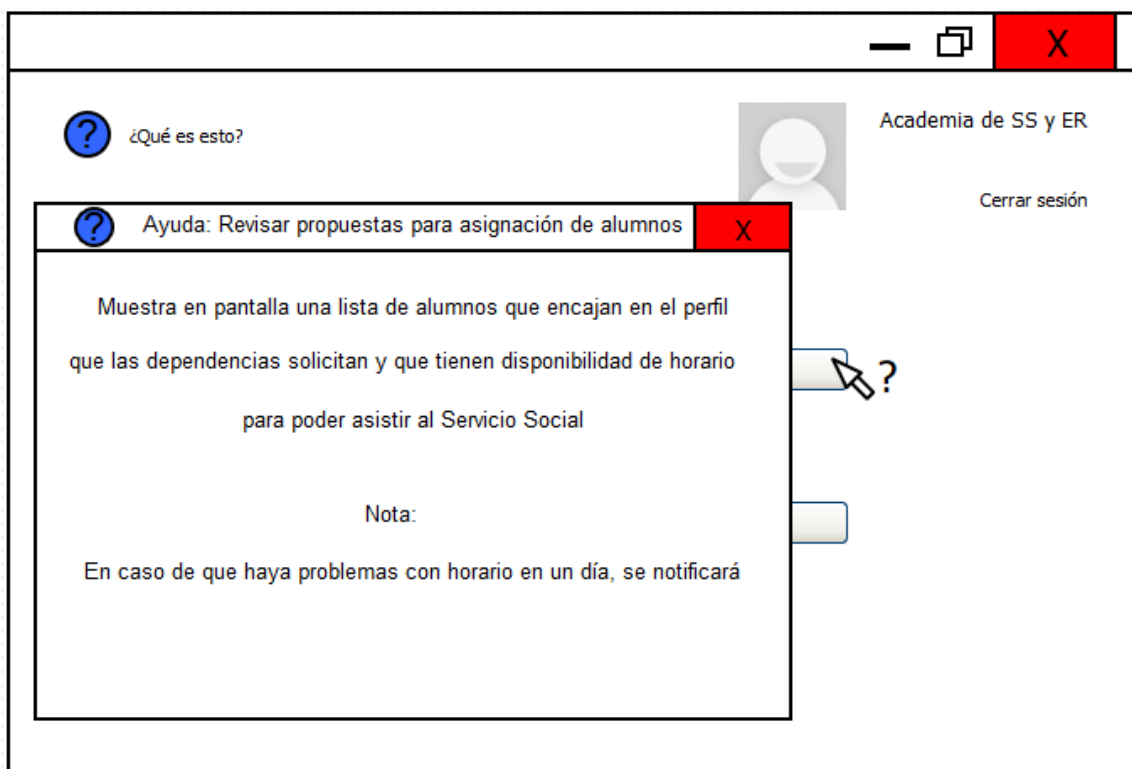 X
¿Qué es esto?
Academia de SS y ER
Cerrar sesión
Ayuda: Revisar propuestas para asignación de alumnos
X
Muestra en pantalla una lista de alumnos que encajan en el perfil
que las dependencias solicitan y que tienen disponibilidad de horario
para poder asistir al Servicio Social
?
Nota:
En caso de que haya problemas con horario en un día, se notificará